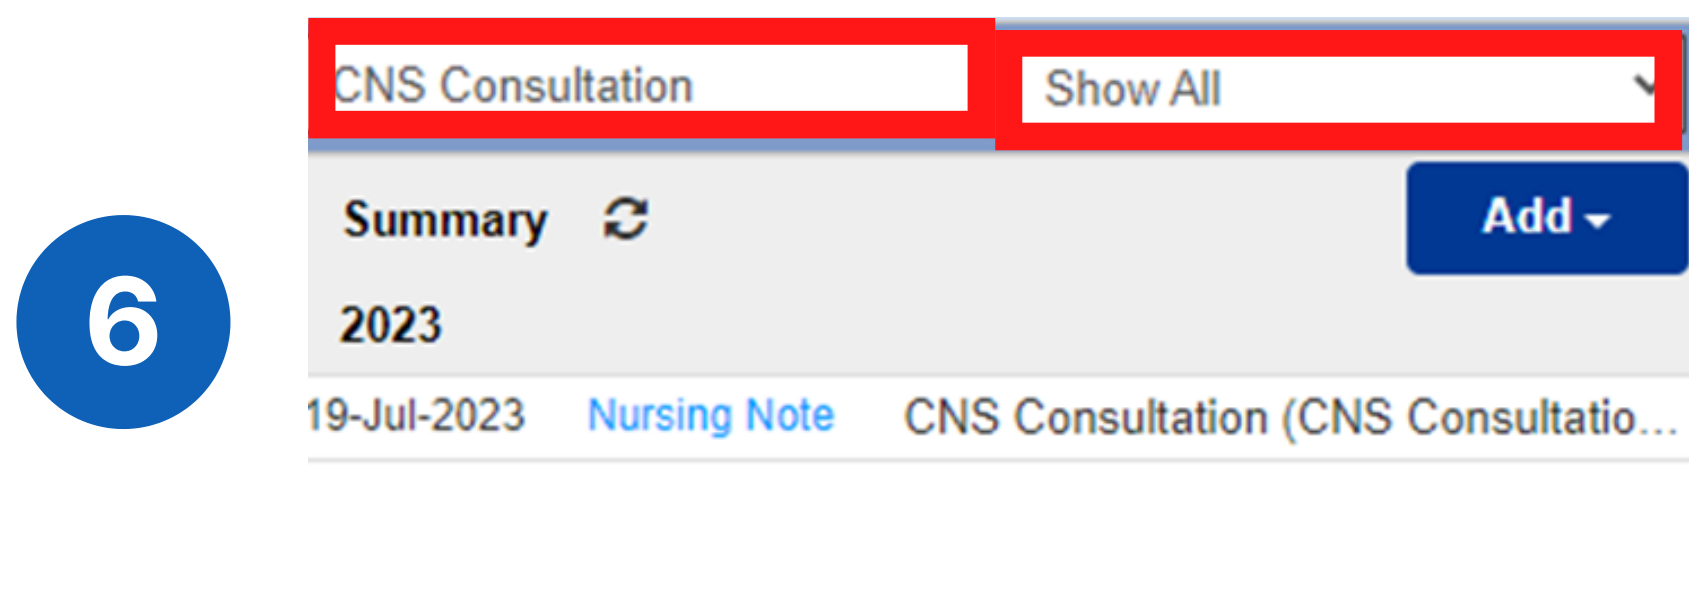 CNS Consultation
Show All
Summary
Add
2023
6
19-Jul-2023 Nursing Note CNS Consultation (CNS Consultatio...